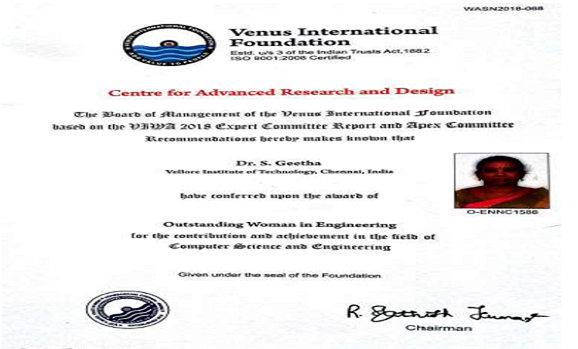 WASN2018-068
VENUS INTERNATIONAL FOUNDATION
Venus International
Foundation
Estd. u/s 3 of the Indian Trusts Act,1882
ISO 9001:2008 Certified
Centre for Advanced Research and Design
The Board of Management of the Venus International Foundation
based on the VIWA 2018 Expert Committee Report and Apex Committee
Recommendations hereby makes known that
Dr. S. Geetha
Vellore Institute of Technology, Chennai, India
have conferred upon the award of
O-ENNC1588
Outstanding Woman in Engineering
for the contribution and achievement in the field of
Computer Science and Engineering
Given under the seal of the Foundation
Chairman